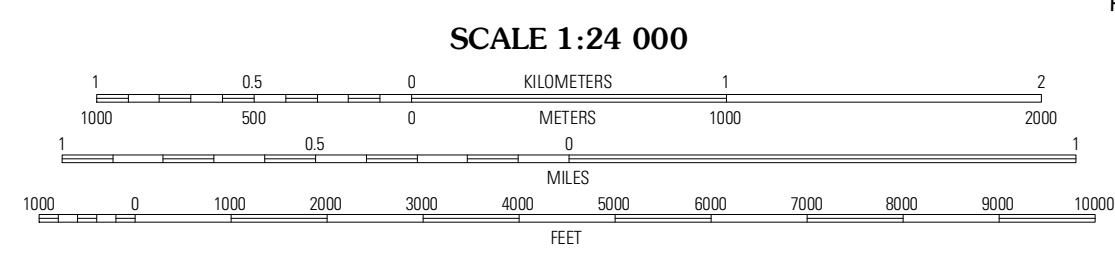 SCALE 1:24 000
1 0.5 0 KILOMETERS 1 2
1000 500 0 METERS 1000 2000
1 0.5 0 1
MILES
1000 0 1000 2000 3000 4000 5000 6000 7000 8000 9000 10000
FEET